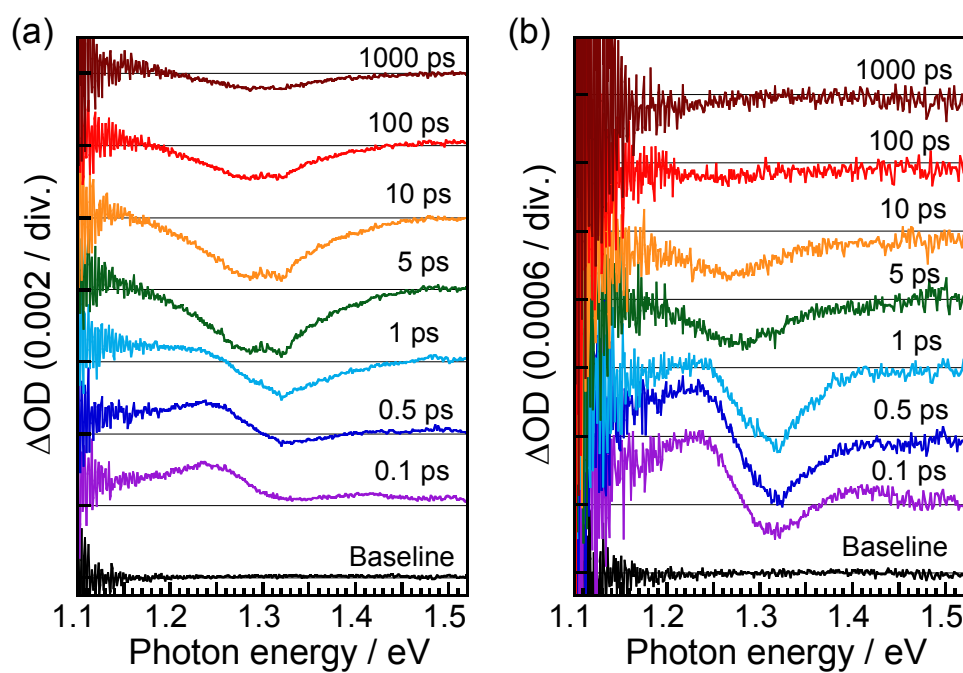 (a)
ΔOD (0.002 / div.)
1000 ps
100 ps
10 ps
5 ps
1 ps
0.5 ps
0.1 ps
Baseline
1.1 1.2 1.3 1.4 1.5
Photon energy / eV
(b)
ΔOD (0.0006 / div.)
1000 ps
100 ps
10 ps
5 ps
1 ps
0.5 ps
0.1 ps
Baseline
1.1 1.2 1.3 1.4 1.5
Photon energy / eV